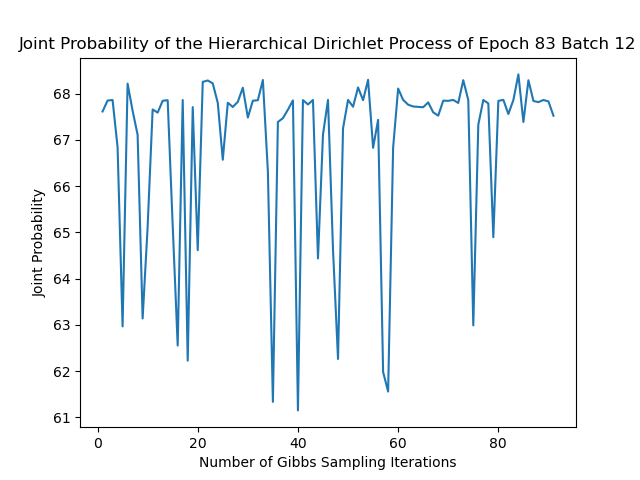 Joint Probability of the Hierarchical Dirichlet Process of Epoch 83 Batch 12
68
67
66
65
64
63
62
61
Joint Probability
0 20 40 60 80
Number of Gibbs Sampling Iterations